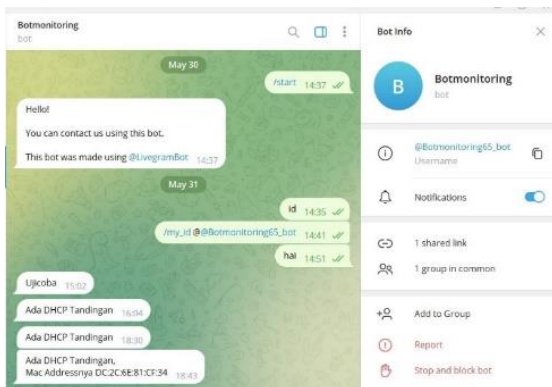 Botmonitoring
bot
May 30
/start 14:37
Hello!
You can contact us using this bot.
This bot was made using @LivegramBot 14:37
May 31
id 14:35
/my_id @@Botmonitoring65_bot 14:41
hai 14:51
Ujicoba 15:02
Ada DHCP Tandingan 16:04
Ada DHCP Tandingan 18:30
Ada DHCP Tandingan,
Mac Addressnya DC:2C:6E:81:CF:34 18:43
Bot Info
B
Botmonitoring
bot
@Botmonitoring65_bot
Username
Notifications
1 shared link
1 group in common
Add to Group
Report
Stop and block bot